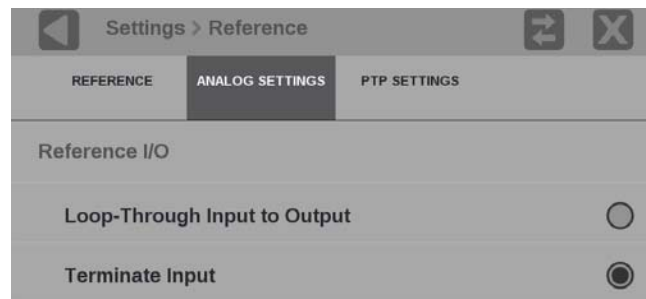 Settings > Reference
REFERENCE ANALOG SETTINGS PTP SETTINGS
Reference I/O
Loop-Through Input to Output
Terminate Input